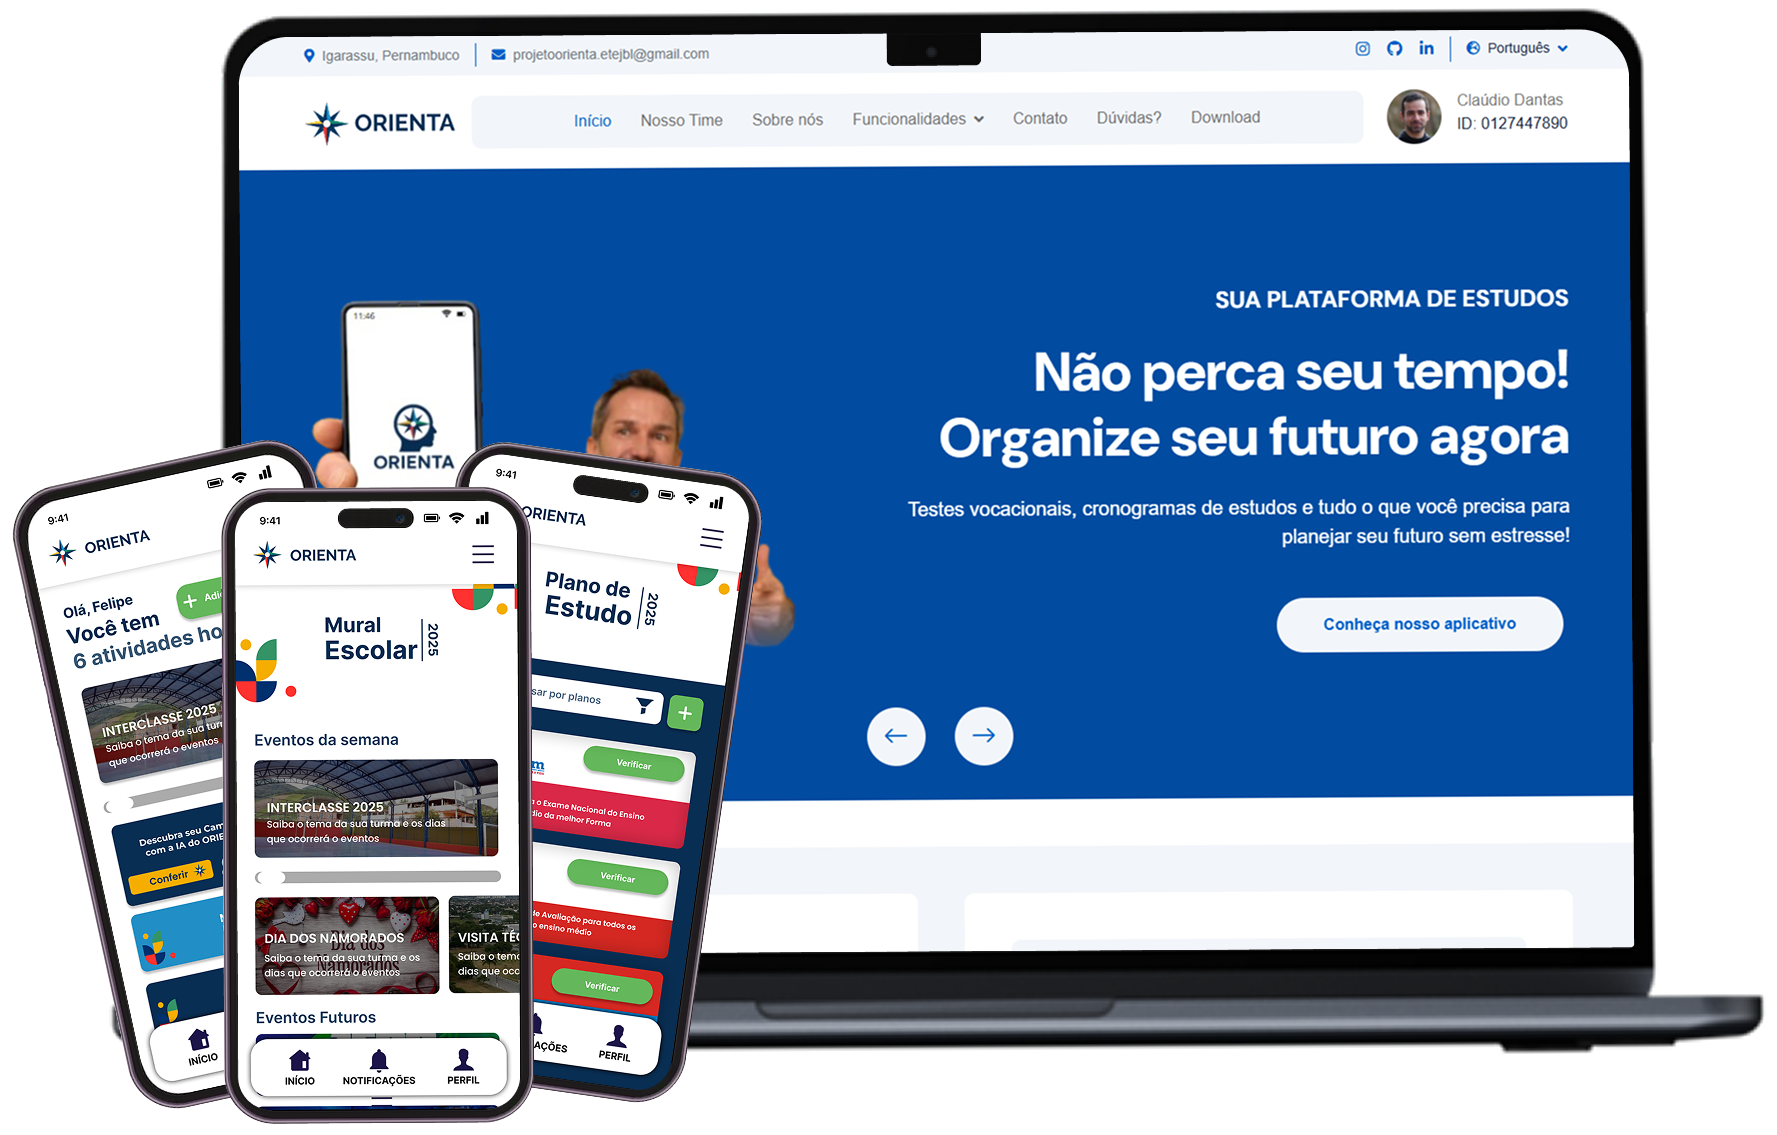 Igarassu, Pernambuco
projetoorienta.etejbl@gmail.com
Português
ORIENTA
Início
Nosso Time
Sobre nós
Funcionalidades
Contato
Dúvidas?
Download
Claúdio Dantas
ID: 0127447890
SUA PLATAFORMA DE ESTUDOS
Não perca seu tempo!
Organize seu futuro agora
Testes vocacionais, cronogramas de estudos e tudo o que você precisa para
planejar seu futuro sem estresse!
Conheça nosso aplicativo
11:46
ORIENTA
9:41
ORIENTA
Olá, Felipe
Você tem
6 atividades ho
INTERCLASSE 2025
Saiba o tema da sua turm
que ocorrerá o eventos
Descubra seu Cam
com a IA do ORIE
Conferir
INÍCIO
9:41
ORIENTA
Mural
Escolar
2025
Eventos da semana
INTERCLASSE 2025
Saiba o tema da sua turma e os dias
que ocorrerá o eventos
DIA DOS NAMORADOS
Saiba o tema da sua turma e os
dias que ocorrerá o eventos
Dia dos
Namorados
VISITA TÉC
Saiba o tema
dias que oco
Eventos Futuros
INÍCIO
NOTIFICAÇÕES
PERFIL
9:41
ORIENTA
Plano de
Estudo
2025
sar por planos
Verificar
a o Exame Nacional do Ensino
dio da melhor Forma
Verificar
de Avaliação para todos os
o ensino médio
Verificar
AÇÕES
PERFIL